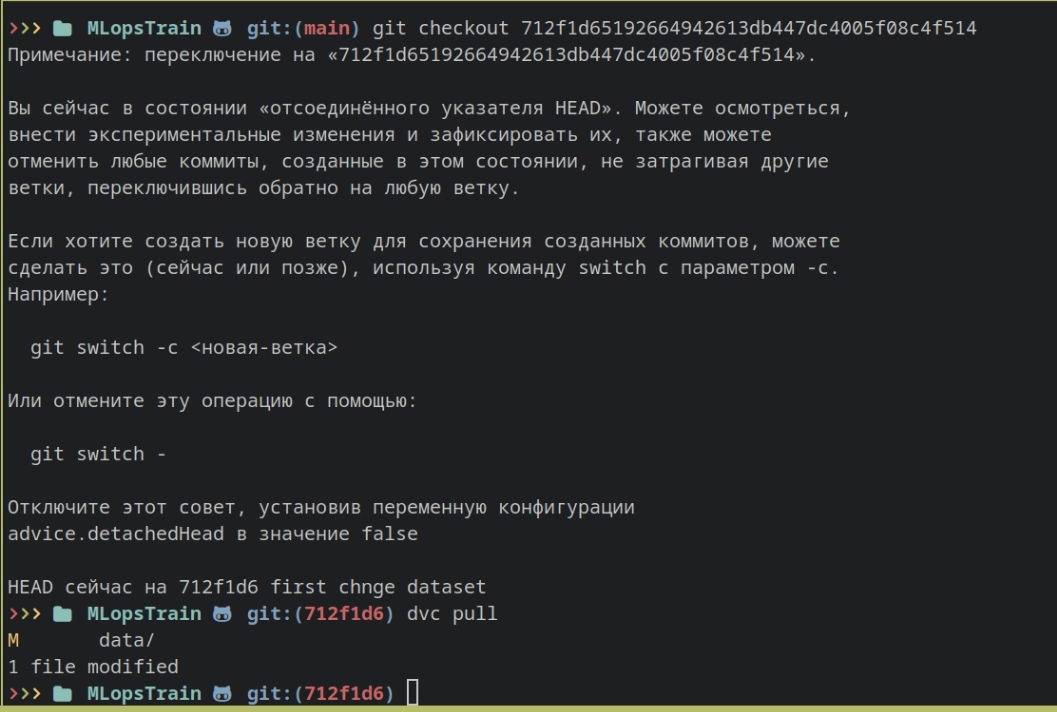 >>> MLopsTrain git:(main) git checkout 712f1d65192664942613db447dc4005f08c4f514
Примечание: переключение на «712f1d65192664942613db447dc4005f08c4f514».
Вы сейчас в состоянии «отсоединённого указателя HEAD». Можете осмотреться,
внести экспериментальные изменения и зафиксировать их, также можете
отменить любые коммиты, созданные в этом состоянии, не затрагивая другие
ветки, переключившись обратно на любую ветку.
Если хотите создать новую ветку для сохранения созданных коммитов, можете
сделать это (сейчас или позже), используя команду switch с параметром -c.
Например:
git switch -c <новая-ветка>
Или отмените эту операцию с помощью:
git switch -
Отключите этот совет, установив переменную конфигурации
advice.detachedHead в значение false
HEAD сейчас на 712f1d6 first chnge dataset
>>> MLopsTrain git:(712f1d6) dvc pull
M data/
1 file modified
>>> MLopsTrain git:(712f1d6)